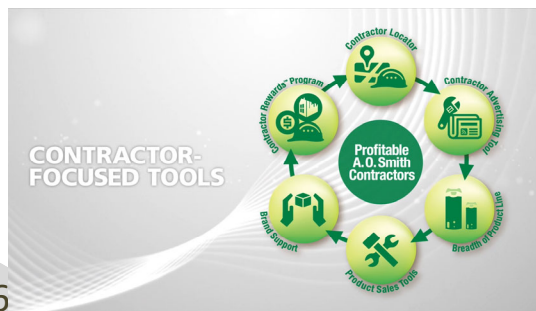 CONTRACTOR-
FOCUSED TOOLS
Contractor Locator
Contractor Advertising Tool
Breadth of Product Line
Product Sales Tools
Brand Support
Contractor Rewards™ Program
Profitable
A. O. Smith
Contractors
6